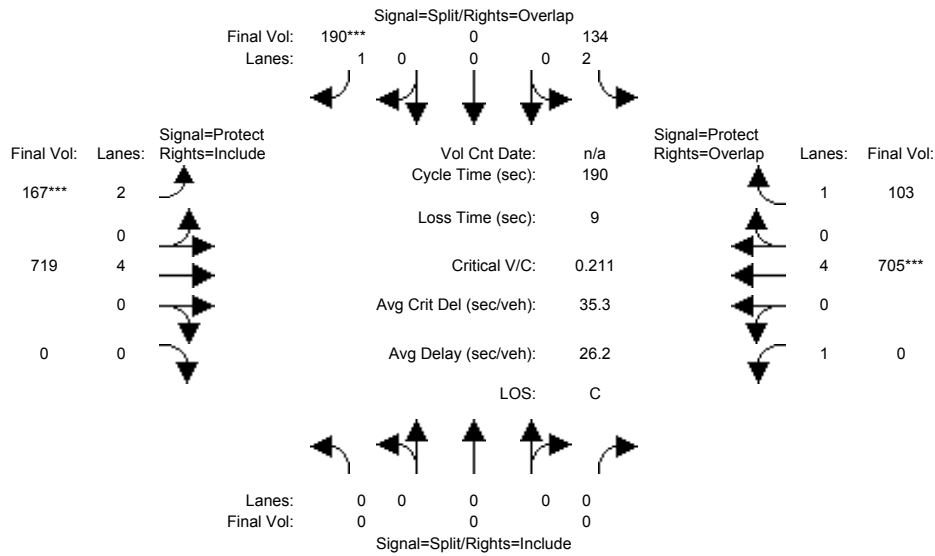 Signal=Split/Rights=Overlap
Final Vol: 190*** 0 134
Lanes: 1 0 0 0 2
Signal=Protect
Final Vol: Lanes: Rights=Include
Vol Cnt Date: n/a
Signal=Protect
Rights=Overlap Lanes: Final Vol:
Cycle Time (sec): 190
167*** 2
1 103
Loss Time (sec): 9
0
0
719 4
Critical V/C: 0.211
4 705***
0
Avg Crit Del (sec/veh): 35.3
0
0 0
Avg Delay (sec/veh): 26.2
1 0
LOS: C
Lanes: 0 0 0 0 0
Final Vol: 0 0 0
Signal=Split/Rights=Include